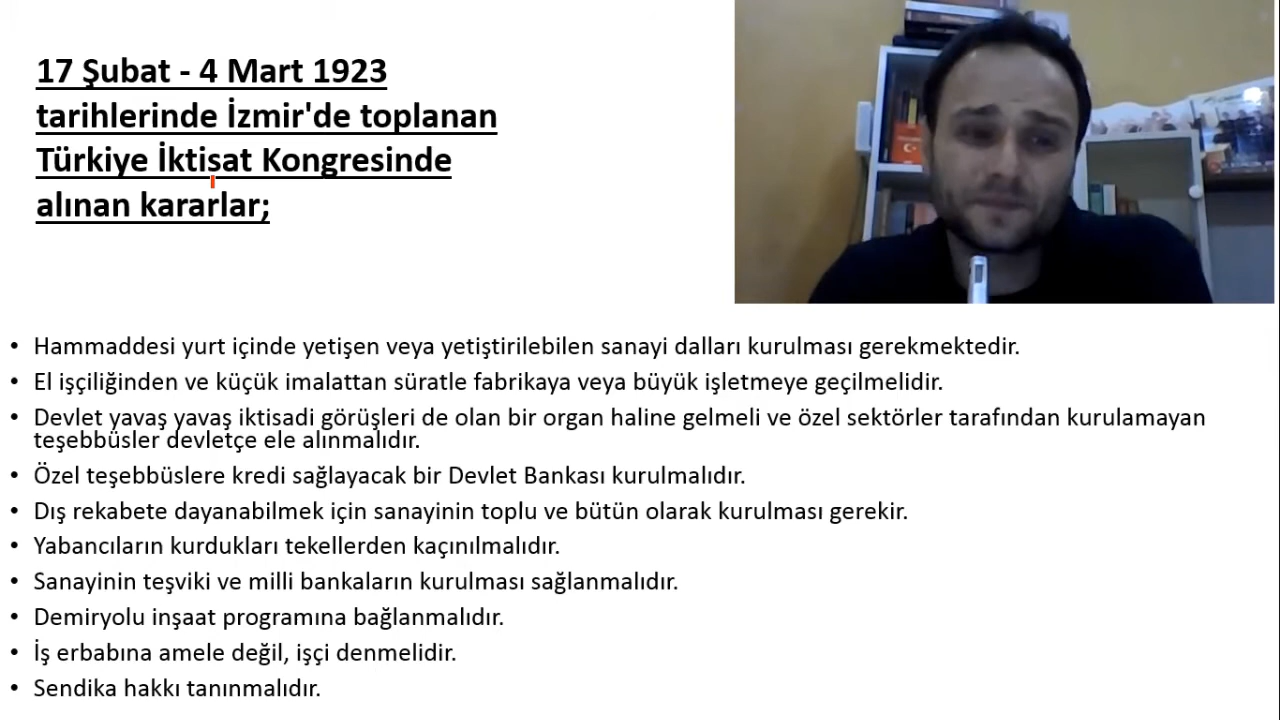 17 Şubat - 4 Mart 1923
tarihlerinde İzmir'de toplanan
Türkiye İktisat Kongresinde
alınan kararlar;
• Hammaddesi yurt içinde yetişen veya yetiştirilebilen sanayi dalları kurulması gerekmektedir.
• El işçiliğinden ve küçük imalattan süratle fabrikaya veya büyük işletmeye geçilmelidir.
• Devlet yavaş yavaş iktisadi görüşleri de olan bir organ haline gelmeli ve özel sektörler tarafından kurulamayan
teşebbüsler devletçe ele alınmalıdır.
• Özel teşebbüslere kredi sağlayacak bir Devlet Bankası kurulmalıdır.
• Dış rekabete dayanabilmek için sanayinin toplu ve bütün olarak kurulması gerekir.
• Yabancıların kurdukları tekellerden kaçınılmalıdır.
• Sanayinin teşviki ve milli bankaların kurulması sağlanmalıdır.
• Demiryolu inşaat programına bağlanmalıdır.
• İş erbabına amele değil, işçi denmelidir.
• Sendika hakkı tanınmalıdır.